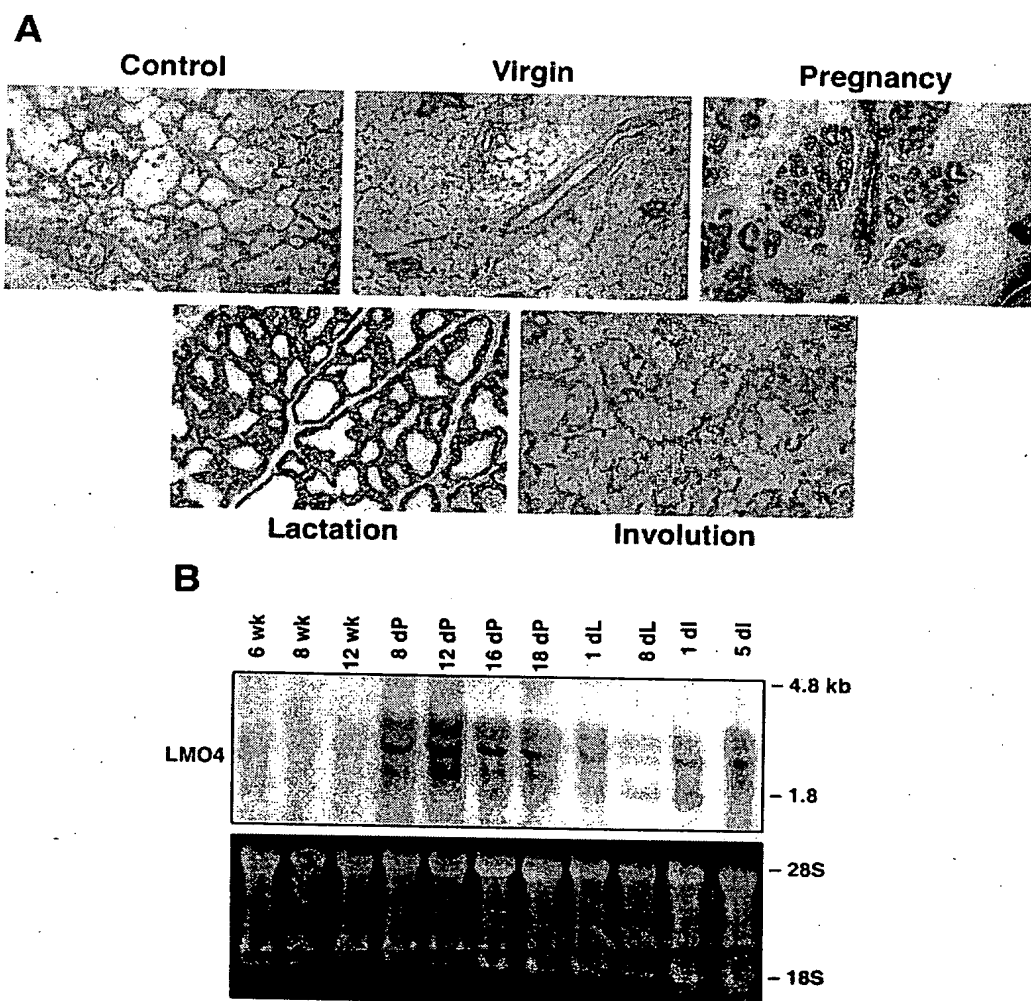 A
Control
Virgin
Pregnancy
Lactation
Involution
B
6 wk
8 wk
12 wk
8 dP
12 dP
16 dP
18 dP
1 dL
8 dL
1 dI
5 dI
– 4.8 kb
LMO4
– 1.8
– 28S
– 18S